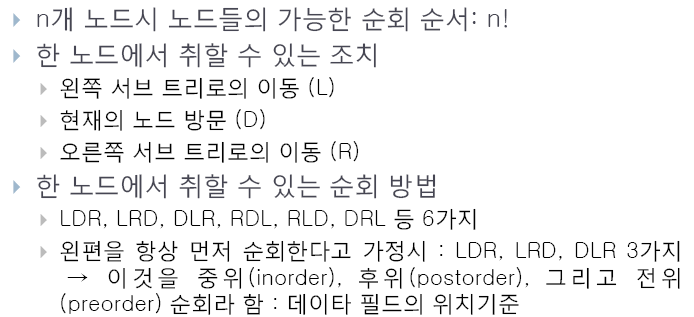 n개 노드시 노드들의 가능한 순회 순서: n!
한 노드에서 취할 수 있는 조치
왼쪽 서브 트리로의 이동 (L)
현재의 노드 방문 (D)
오른쪽 서브 트리로의 이동 (R)
한 노드에서 취할 수 있는 순회 방법
LDR, LRD, DLR, RDL, RLD, DRL 등 6가지
왼편을 항상 먼저 순회한다고 가정시 : LDR, LRD, DLR 3가지
→ 이것을 중위(inorder), 후위(postorder), 그리고 전위
(preorder) 순회라 함 : 데이타 필드의 위치기준